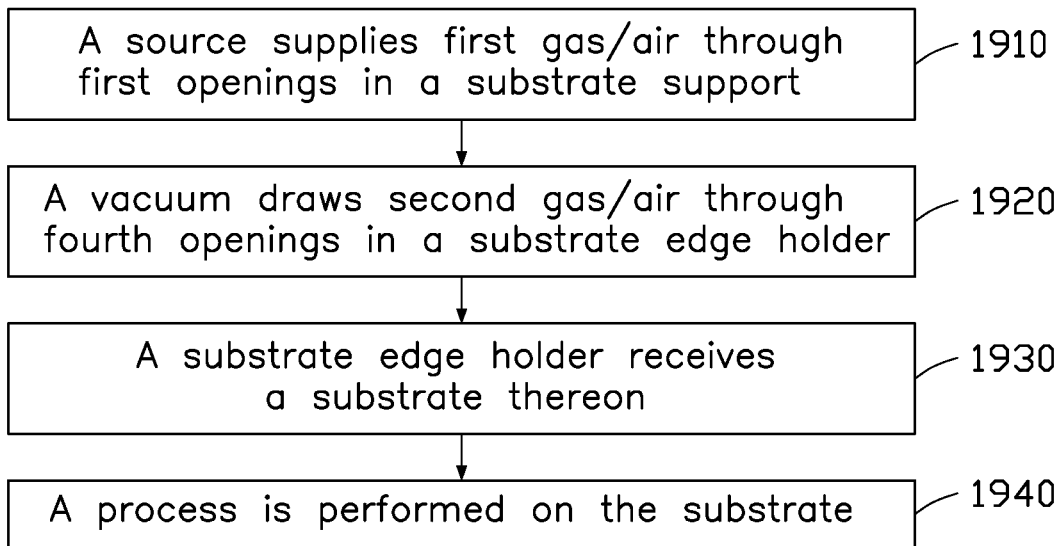 A source supplies first gas/air through
first openings in a substrate support
1910
A vacuum draws second gas/air through
fourth openings in a substrate edge holder
1920
A substrate edge holder receives
a substrate thereon
1930
A process is performed on the substrate
1940